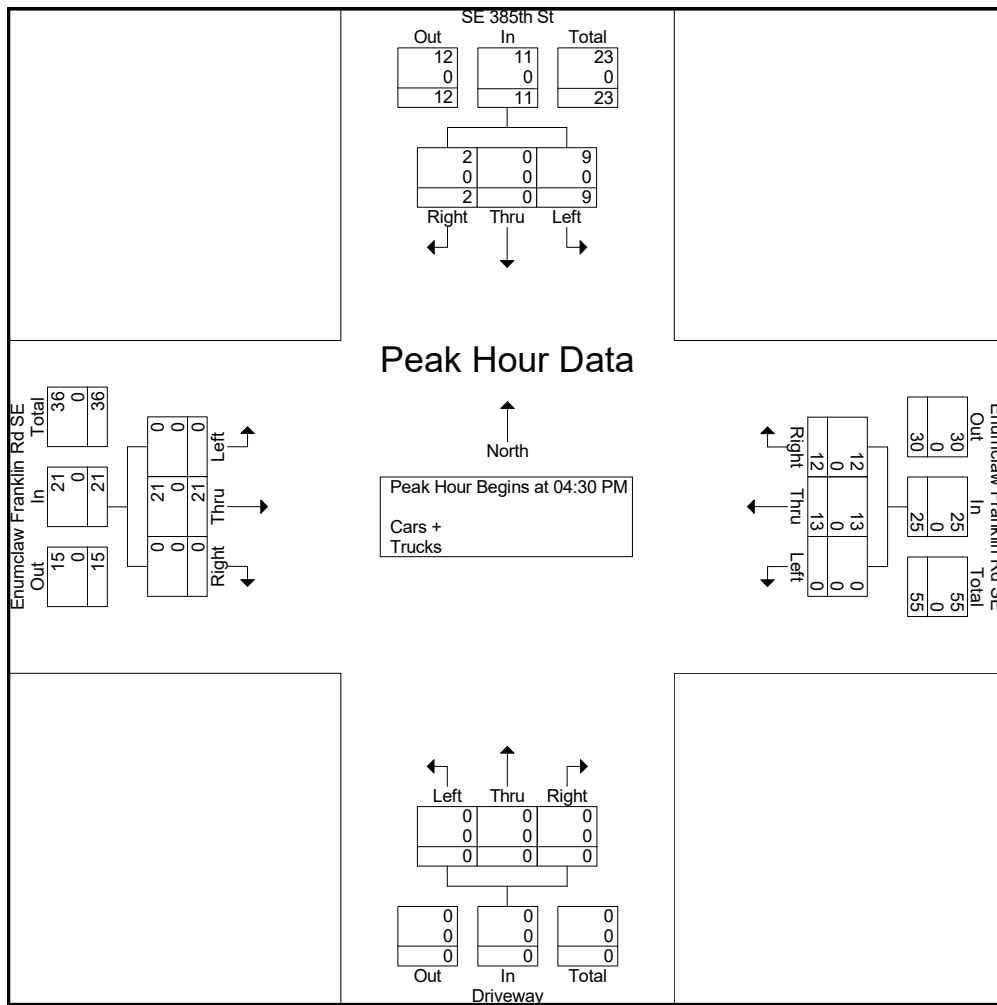 SE 385th St
Out In Total
12 11 23
0 0 0
12 11 23
2 0 9
0 0 0
2 0 9
Right Thru Left
Peak Hour Data
North
Peak Hour Begins at 04:30 PM
Cars +
Trucks
Enumclaw Franklin Rd SE
Total In Out
36 21 15
0 0 0
36 21 15
0 21 0
0 0 0
0 21 0
Left Thru Right
Enumclaw Franklin Rd SE
Out In Total
30 25 55
0 0 0
30 25 55
12 13 0
0 0 0
12 13 0
Right Thru Left
Left Thru Right
0 0 0
0 0 0
0 0 0
0 0 0
0 0 0
0 0 0
Out In Total
Driveway